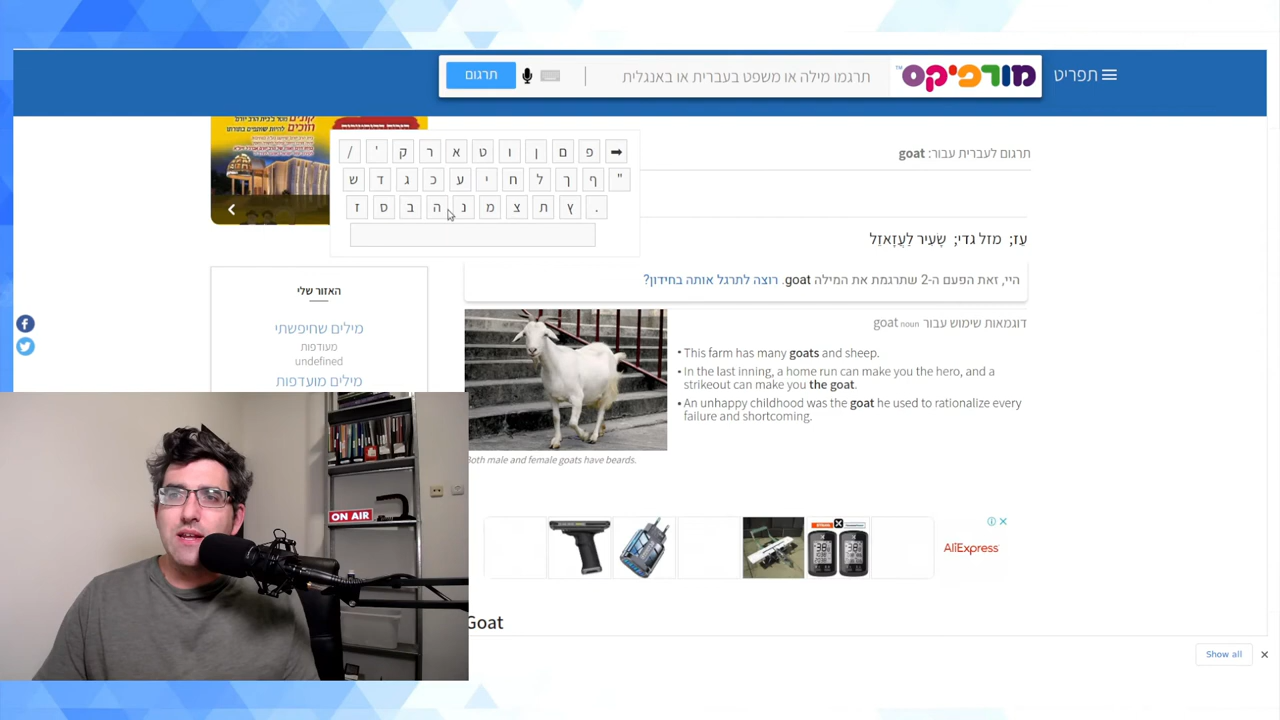 תפריט
מורפיקס™
תרגמו מילה או משפט בעברית או באנגלית
תרגום
חוכים
/ ' ק ר א ט ו ן ם פ ➡
ש ד ג כ ע י ח ל ך ף "
ז ס ב ה נ מ צ ת ץ .
תרגום לעברית עבור: goat
עֵז; מזל גדי; שָׂעִיר לַעֲזָאזֵל
היי, זאת הפעם ה-2 שתרגמת את המילה goat. רוצה לתרגל אותה בחידון?
האזור שלי
מילים שחיפשתי
מעודפות
undefined
מילים מועדפות
דוגמאות שימוש עבור goat noun
• This farm has many goats and sheep.
• In the last inning, a home run can make you the hero, and a
strikeout can make you the goat.
• An unhappy childhood was the goat he used to rationalize every
failure and shortcoming.
Both male and female goats have beards.
ON AIR
AliExpress
Goat
Show all